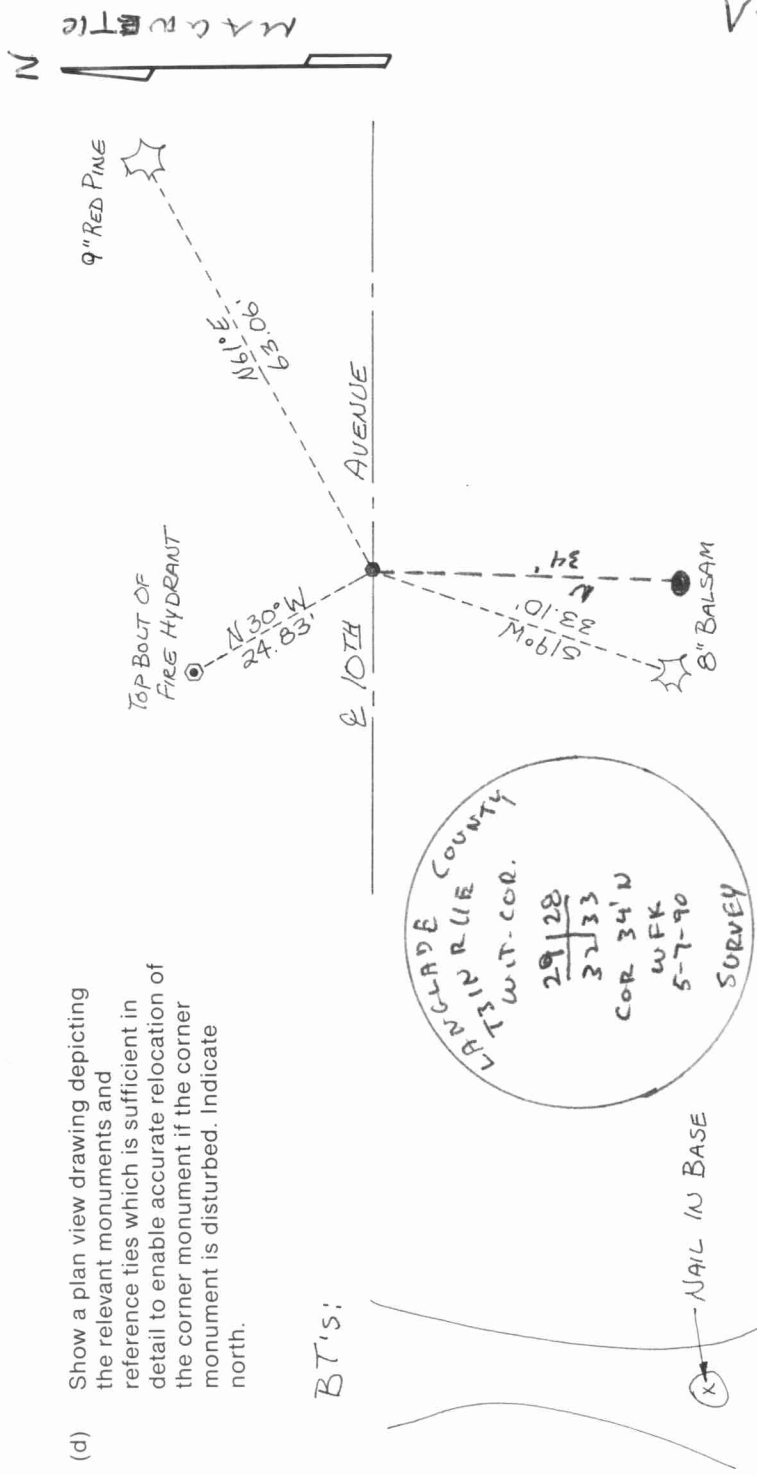 (d) Show a plan view drawing depicting
the relevant monuments and
reference ties which is sufficient in
detail to enable accurate relocation of
the corner monument if the corner
monument is disturbed. Indicate
north.
N
MAGNETIC
TOP BOLT OF
FIRE HYDRANT
N30°W
24.83'
9" RED PINE
N61°E
63.06'
℄ 10TH AVENUE
S19°W
33.10'
N
34'
8" BALSAM
BT'S:
NAIL IN BASE
X
LANGLADE COUNTY
T31N R11E
WIT-COR.
29|28
32|33
COR 34'N
WFK
5-7-90
SURVEY